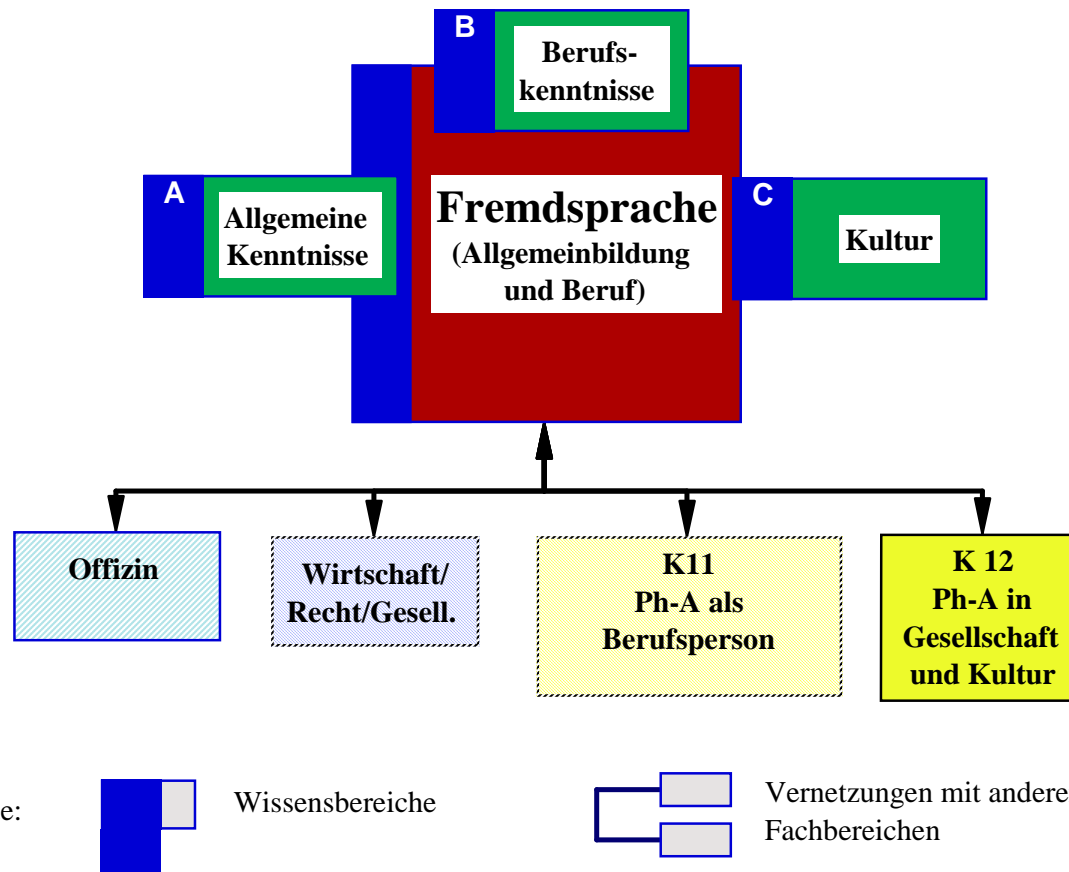 B
Berufs-
kenntnisse
A
Allgemeine
Kenntnisse
Fremdsprache
(Allgemeinbildung
und Beruf)
C
Kultur
Offizin
Wirtschaft/
Recht/Gesell.
K11
Ph-A als
Berufsperson
K 12
Ph-A in
Gesellschaft
und Kultur
e:
Wissensbereiche
Vernetzungen mit andere
Fachbereichen